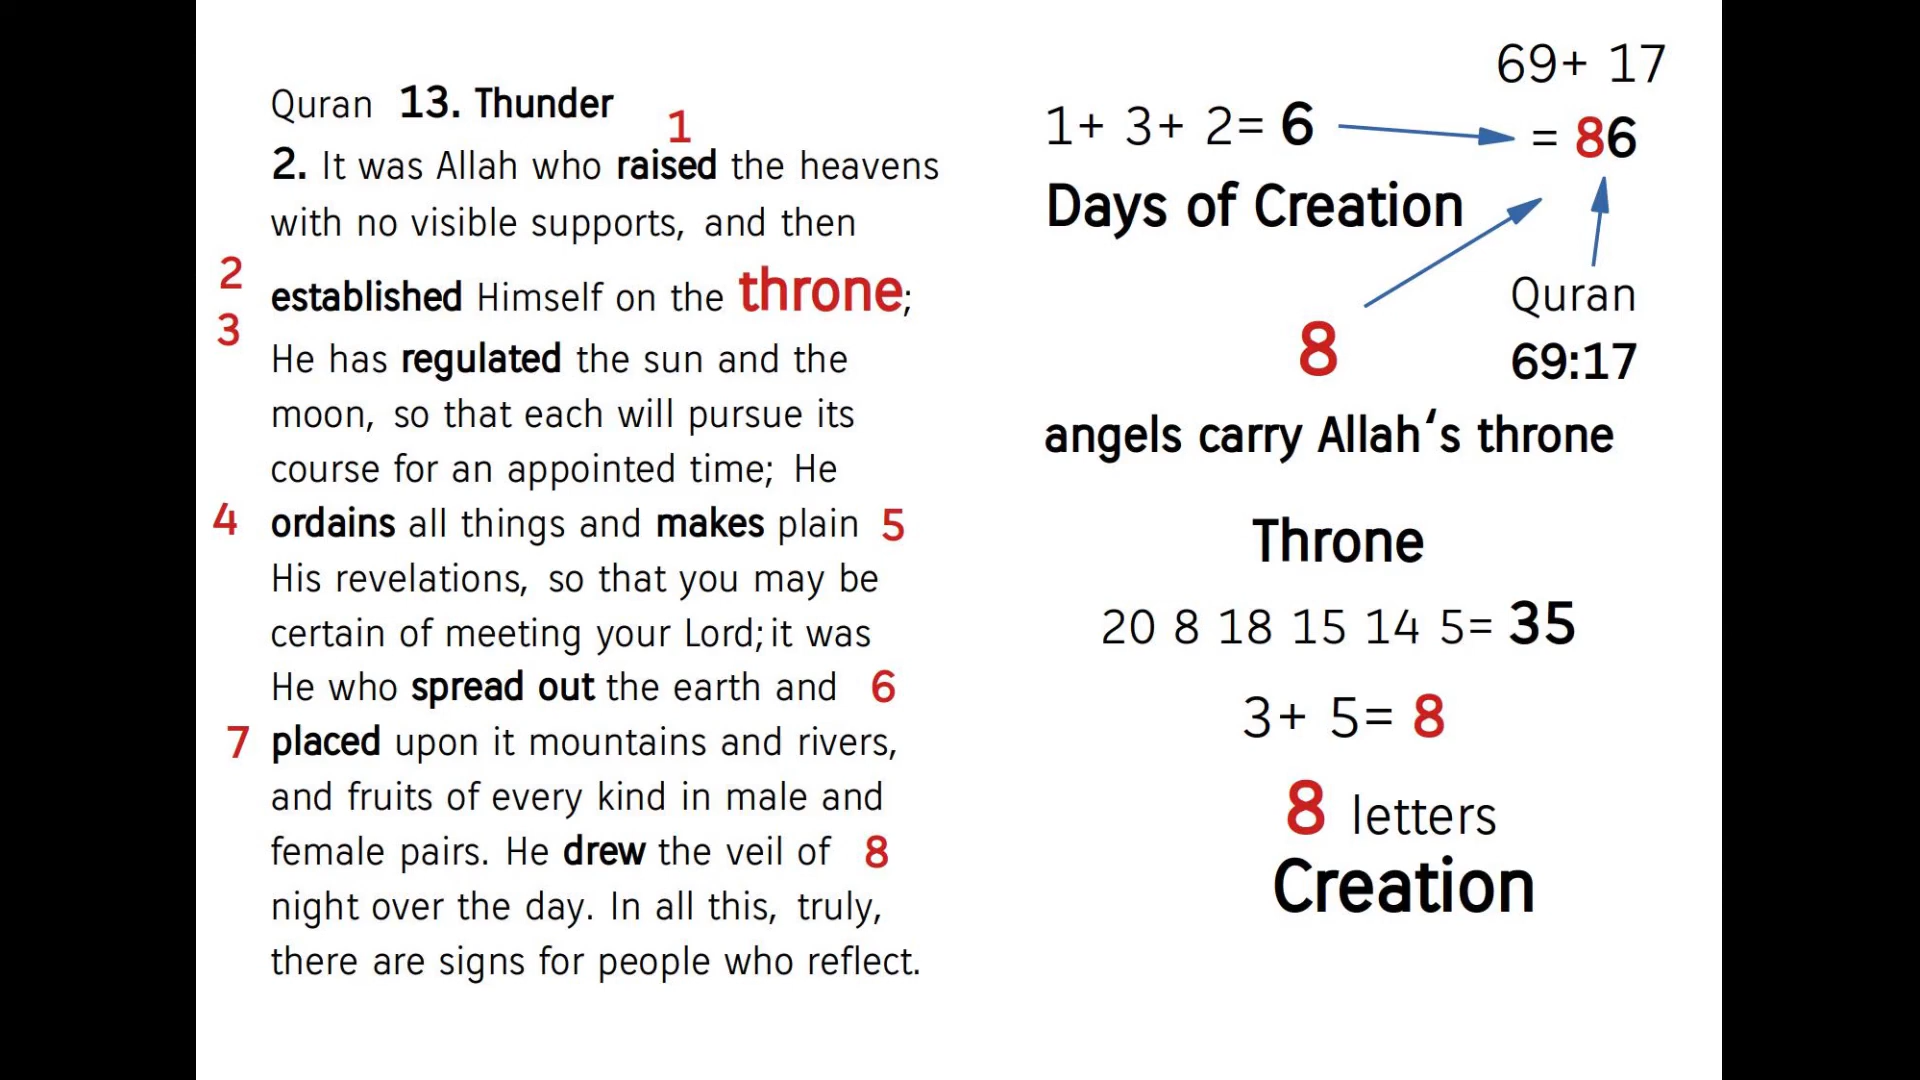 Quran 13. Thunder
1
2. It was Allah who raised the heavens
with no visible supports, and then
2
established Himself on the throne;
3
He has regulated the sun and the
moon, so that each will pursue its
course for an appointed time; He
4 ordains all things and makes plain 5
His revelations, so that you may be
certain of meeting your Lord; it was
He who spread out the earth and 6
7 placed upon it mountains and rivers,
and fruits of every kind in male and
female pairs. He drew the veil of 8
night over the day. In all this, truly,
there are signs for people who reflect.
69+ 17
1+ 3+ 2= 6
= 86
Days of Creation
Quran
69:17
8
angels carry Allah‘s throne
Throne
20 8 18 15 14 5= 35
3+ 5= 8
8 letters
Creation